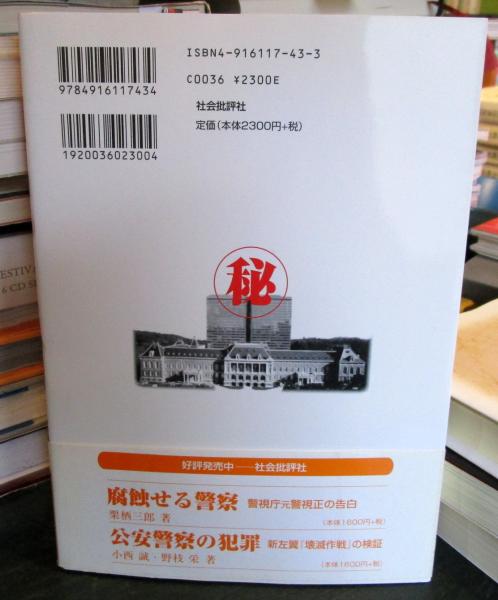 ISBN4-916117-43-3
C0036 ¥2300E
社会批評社
定価(本体2300円+税)
9784916117434
1920036023004
秘
好評発売中――社会批評社
腐蝕せる警察 警視庁元警視正の告白
栗栖三郎 著 (本体1600円+税)
公安警察の犯罪 新左翼『壊滅作戦』の検証
小西 誠・野枝 栄 著 (本体1600円+税)
ESTIVA
6 CD SE